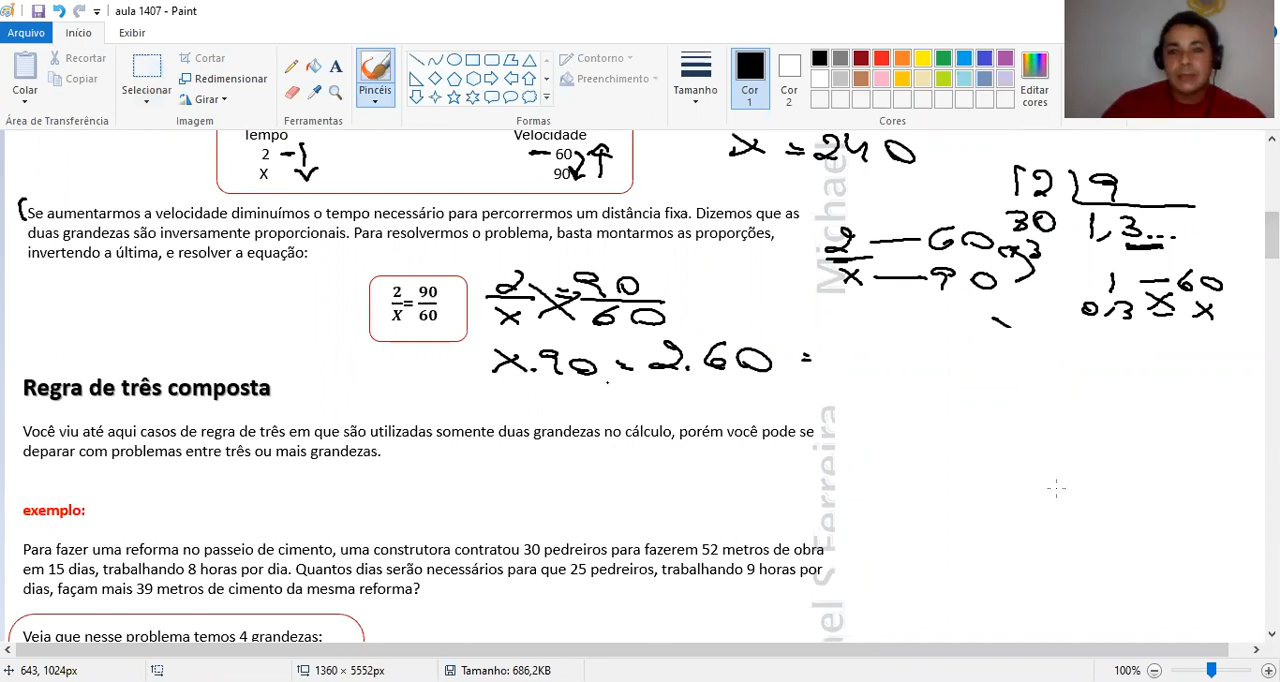 aula 1407 - Paint
Arquivo Início Exibir
Colar
Recortar
Copiar
Área de Transferência
Selecionar
Cortar
Redimensionar
Girar
Imagem
A
Ferramentas
Pincéis
Contorno
Preenchimento
Formas
Tamanho
Cor 1
Cor 2
Editar cores
Cores
Tempo Velocidade
2 60
X 90
x = 240
Se aumentarmos a velocidade diminuímos o tempo necessário para percorrermos um distância fixa. Dizemos que as
duas grandezas são inversamente proporcionais. Para resolvermos o problema, basta montarmos as proporções,
invertendo a última, e resolver a equação:
2/X = 90/60
2/x = 90/60
x.90 = 2.60 =
2 — 60
x — 90
12 9
30 1,3...
1 — 60
0,3 x x
Michael S Ferreira
Regra de três composta
Você viu até aqui casos de regra de três em que são utilizadas somente duas grandezas no cálculo, porém você pode se
deparar com problemas entre três ou mais grandezas.
exemplo:
Para fazer uma reforma no passeio de cimento, uma construtora contratou 30 pedreiros para fazerem 52 metros de obra
em 15 dias, trabalhando 8 horas por dia. Quantos dias serão necessários para que 25 pedreiros, trabalhando 9 horas por
dias, façam mais 39 metros de cimento da mesma reforma?
Veja que nesse problema temos 4 grandezas:
643, 1024px
1360 × 5552px
Tamanho: 686,2KB
100%